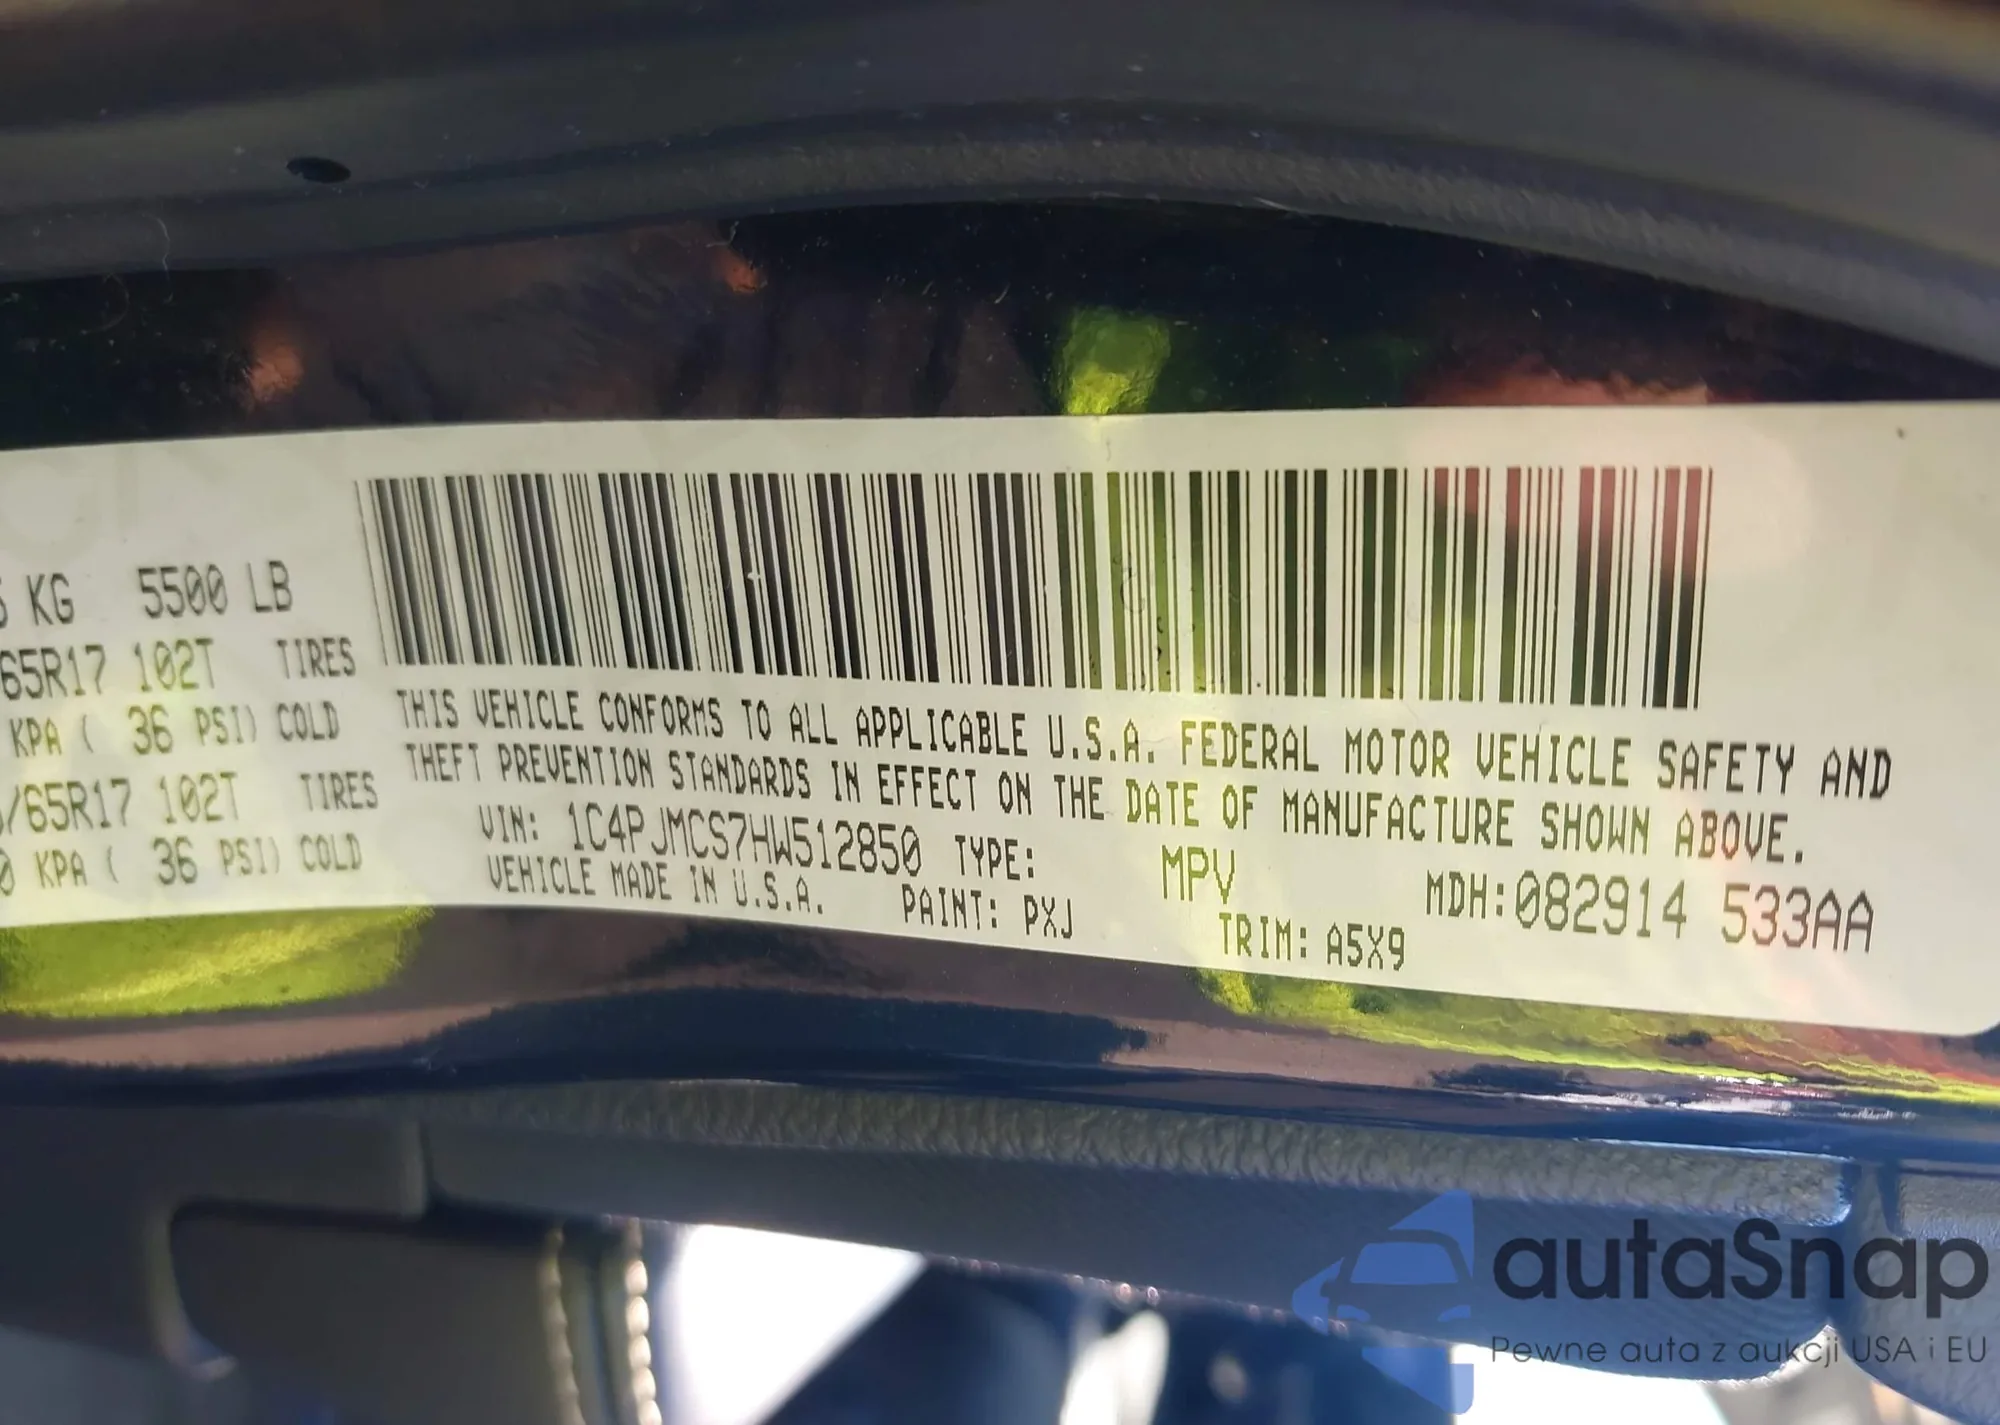 KG 5500 LB
65R17 102T TIRES
KPA ( 36 PSI) COLD
/65R17 102T TIRES
0 KPA ( 36 PSI) COLD
THIS VEHICLE CONFORMS TO ALL APPLICABLE U.S.A. FEDERAL MOTOR VEHICLE SAFETY AND
THEFT PREVENTION STANDARDS IN EFFECT ON THE DATE OF MANUFACTURE SHOWN ABOVE.
VIN: 1C4PJMCS7HW512850 TYPE: MPV MDH:082914 533AA
VEHICLE MADE IN U.S.A. PAINT: PXJ TRIM: A5X9
autaSnap
Pewne auta z aukcji USA i EU